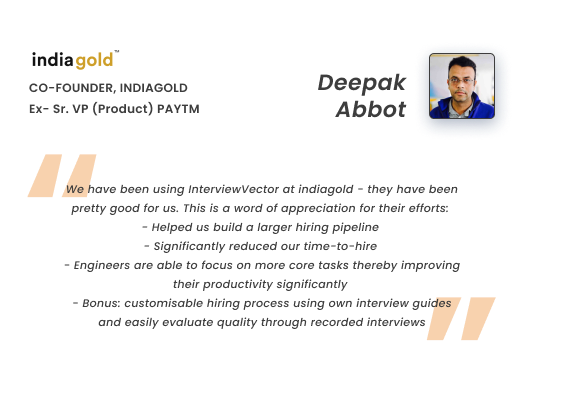 indiagold™
CO-FOUNDER, INDIAGOLD
Ex- Sr. VP (Product) PAYTM
Deepak
Abbot
We have been using InterviewVector at indiagold - they have been
pretty good for us. This is a word of appreciation for their efforts:
- Helped us build a larger hiring pipeline
- Significantly reduced our time-to-hire
- Engineers are able to focus on more core tasks thereby improving
their productivity significantly
- Bonus: customisable hiring process using own interview guides
and easily evaluate quality through recorded interviews